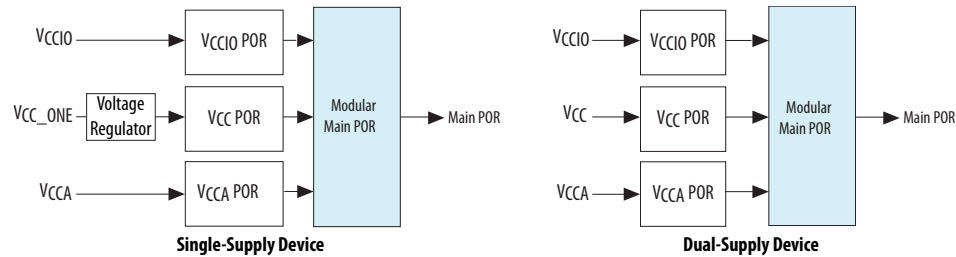 VCCIO
VCCIO POR
VCC_ONE
Voltage
Regulator
VCC POR
Modular
Main POR
Main POR
VCCA
VCCA POR
Single-Supply Device
VCCIO
VCCIO POR
VCC
VCC POR
Modular
Main POR
Main POR
VCCA
VCCA POR
Dual-Supply Device